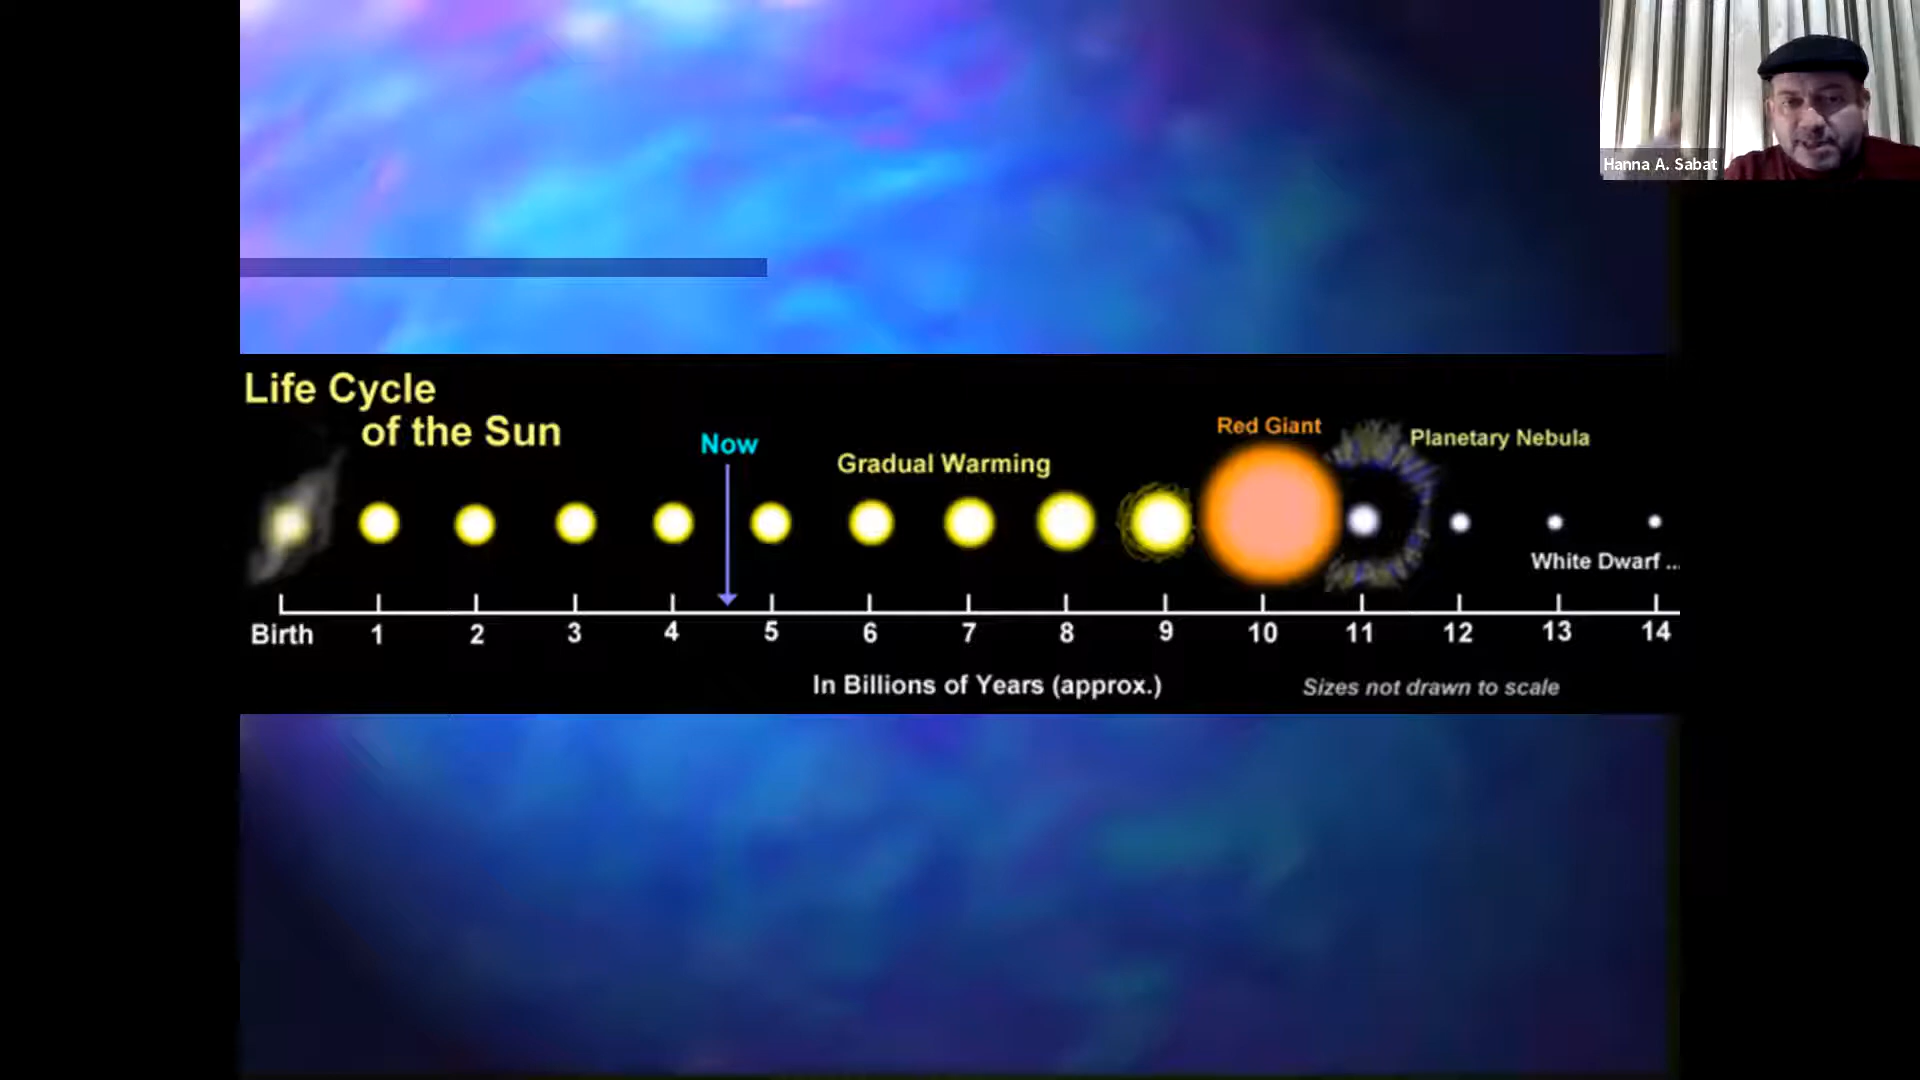 Hanna A. Sabat
Life Cycle
of the Sun
Now
Gradual Warming
Red Giant
Planetary Nebula
White Dwarf ...
Birth 1 2 3 4 5 6 7 8 9 10 11 12 13 14
In Billions of Years (approx.)
Sizes not drawn to scale